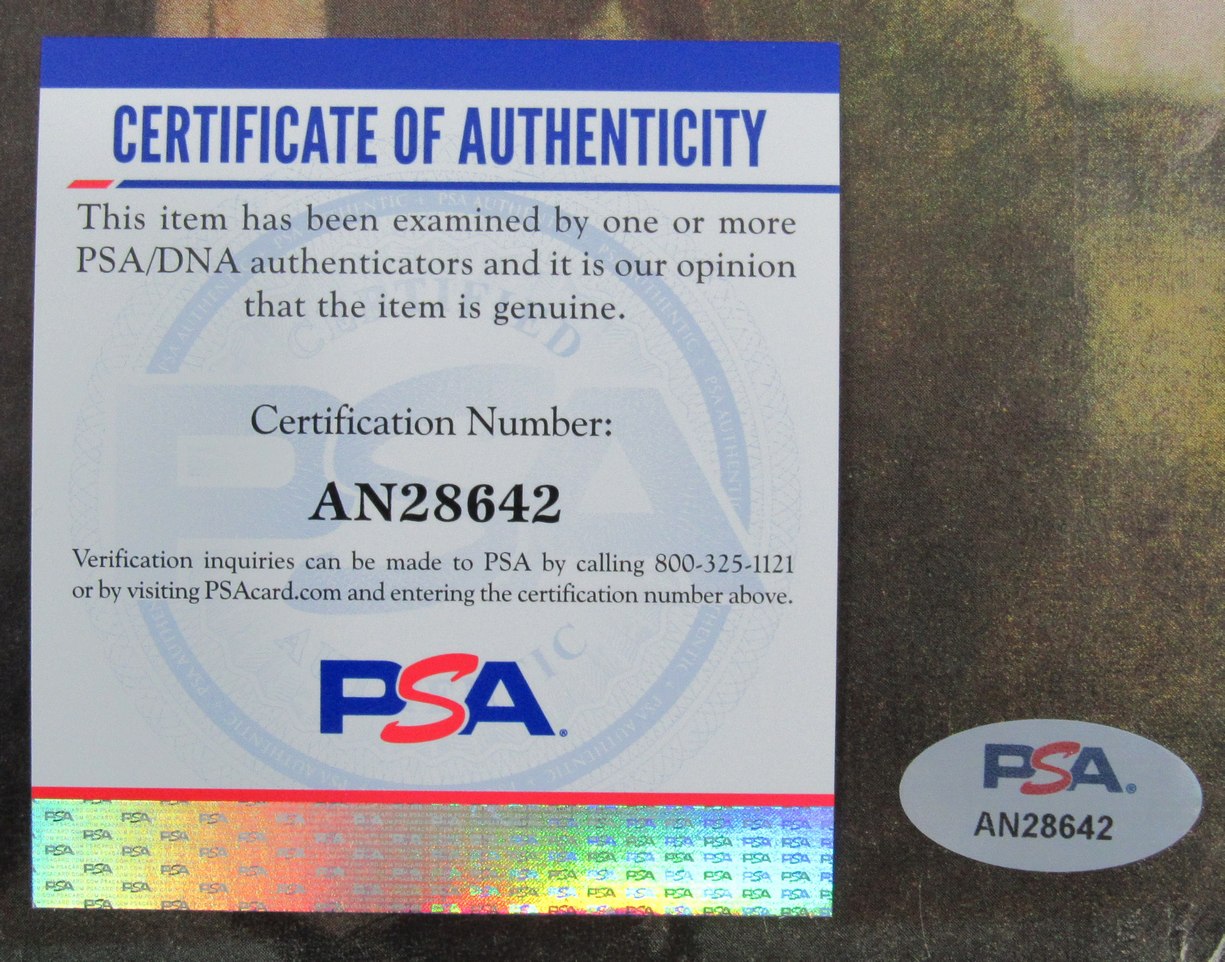 CERTIFICATE OF AUTHENTICITY
This item has been examined by one or more
PSA/DNA authenticators and it is our opinion
that the item is genuine.
CERTIFIED
Certification Number:
AN28642
Verification inquiries can be made to PSA by calling 800-325-1121
or by visiting PSAcard.com and entering the certification number above.
PSA®
PSA®
AN28642